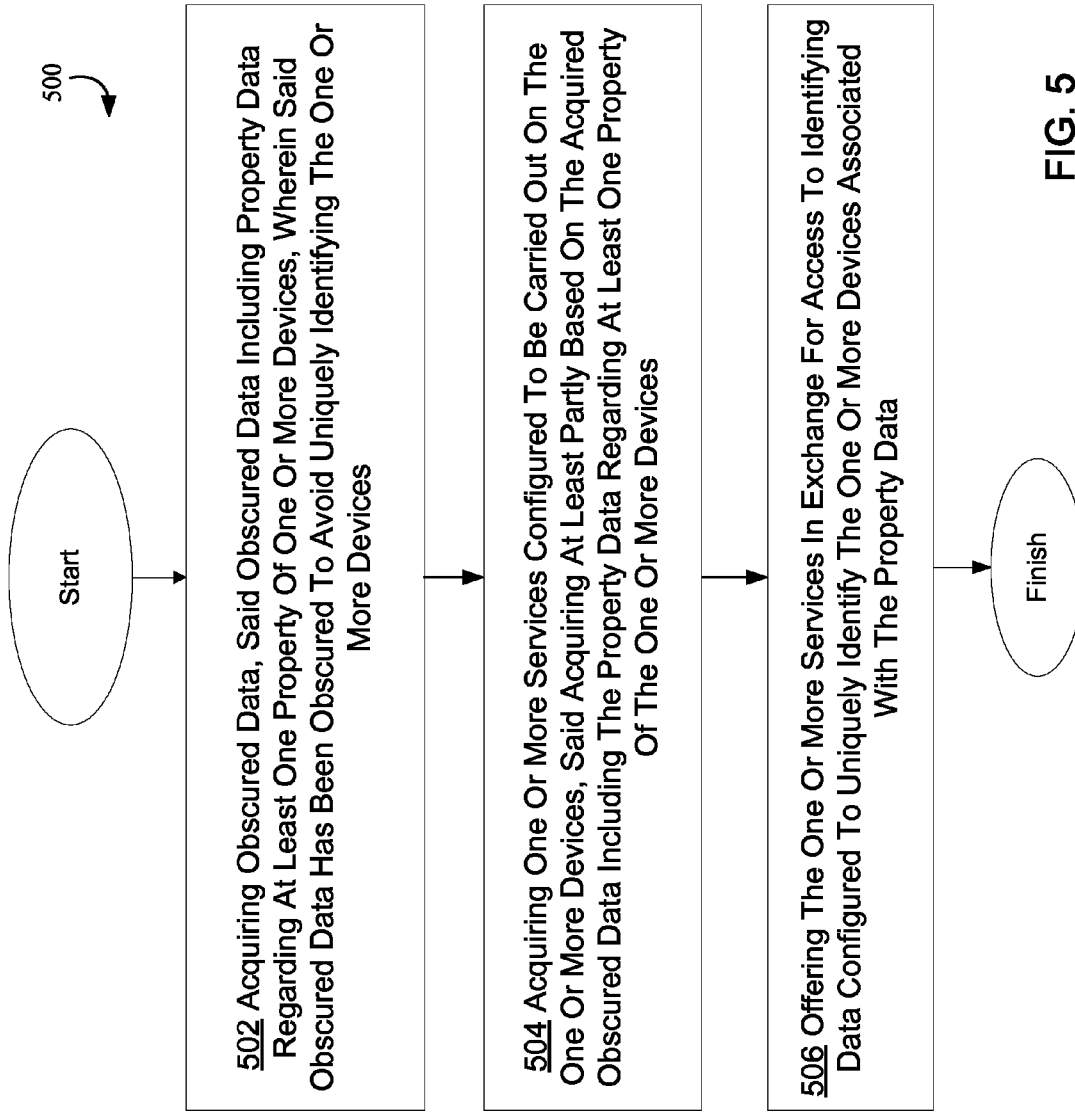 500
Start
502 Acquiring Obscured Data, Said Obscured Data Including Property Data
Regarding At Least One Property Of One Or More Devices, Wherein Said
Obscured Data Has Been Obscured To Avoid Uniquely Identifying The One Or
More Devices
504 Acquiring One Or More Services Configured To Be Carried Out On The
One Or More Devices, Said Acquiring At Least Partly Based On The Acquired
Obscured Data Including The Property Data Regarding At Least One Property
Of The One Or More Devices
506 Offering The One Or More Services In Exchange For Access To Identifying
Data Configured To Uniquely Identify The One Or More Devices Associated
With The Property Data
Finish
FIG. 5